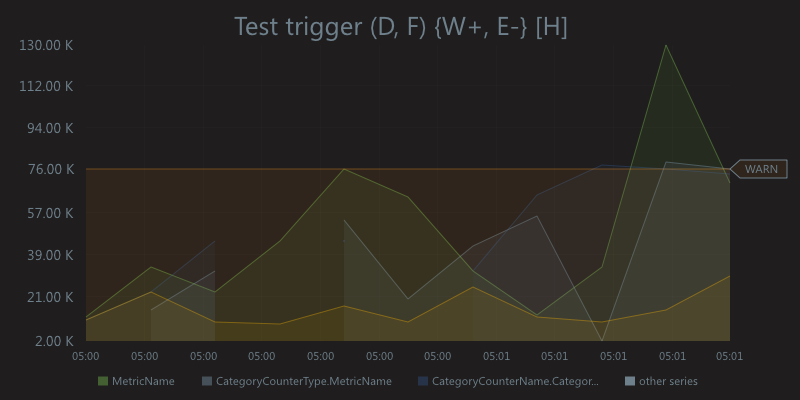 Test trigger (D, F) {W+, E-} [H]
130.00 K
112.00 K
94.00 K
76.00 K
57.00 K
39.00 K
21.00 K
2.00 K
WARN
05:00 05:00 05:00 05:00 05:00 05:00 05:00 05:01 05:01 05:01 05:01 05:01
MetricName CategoryCounterType.MetricName CategoryCounterName.Categor... other series